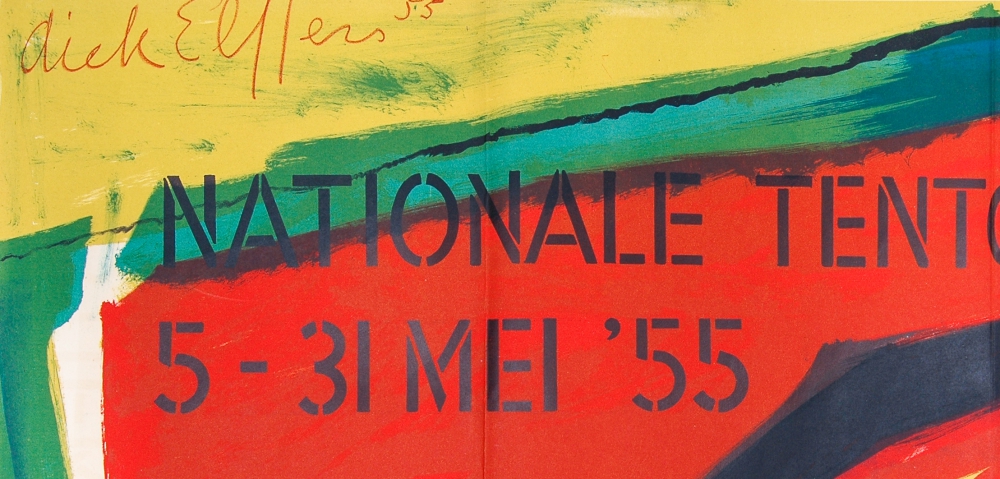 dick Elffers 55
NATIONALE TENTO
5 - 31 MEI '55